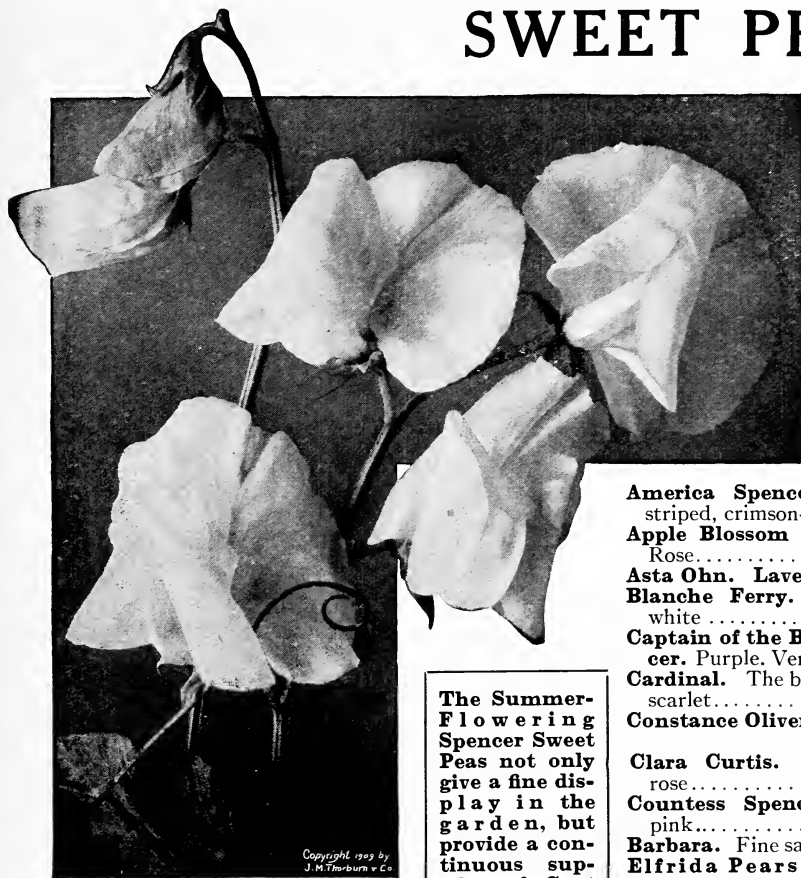 SWEET PE
America Spence
striped, crimson-
Apple Blossom
Rose..........
Asta Ohn. Lave
Blanche Ferry.
white .........
Captain of the B
cer. Purple. Ver
Cardinal. The b
scarlet........
Constance Oliver
Clara Curtis.
rose..........
Countess Spenc
pink..........
Barbara. Fine sa
Elfrida Pears
The Summer-
Flowering
Spencer Sweet
Peas not only
give a fine dis-
play in the
garden, but
provide a con-
tinuous sup-
Copyright 1909 by
J. M. Thorburn & Co